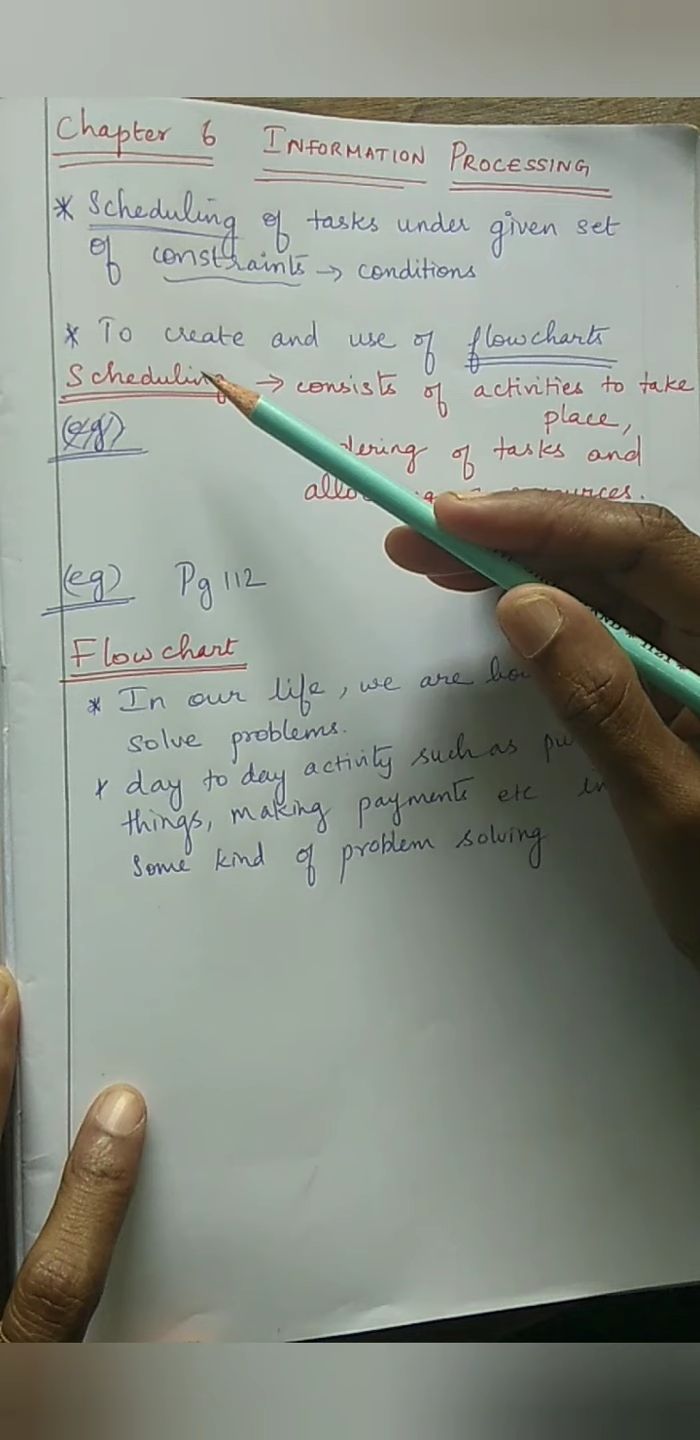 Chapter 6 INFORMATION PROCESSING
* Scheduling of tasks under given set
of constraints → conditions
* To create and use of flowcharts
Scheduling → consists of activities to take
place,
of tasks and
(eg)
(eg) Pg 112
Flowchart
* In our life, we are
solve problems.
* day to day activity such as
things, making payments etc
some kind of problem solving